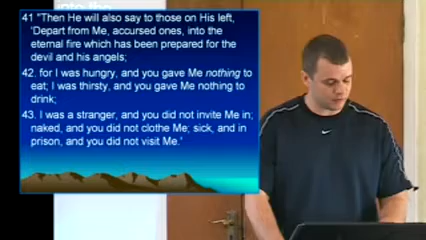 into the
41 "Then He will also say to those on His left,
'Depart from Me, accursed ones, into the
eternal fire which has been prepared for the
devil and his angels;
42. for I was hungry, and you gave Me nothing to
eat; I was thirsty, and you gave Me nothing to
drink;
43. I was a stranger, and you did not invite Me in;
naked, and you did not clothe Me; sick, and in
prison, and you did not visit Me.'